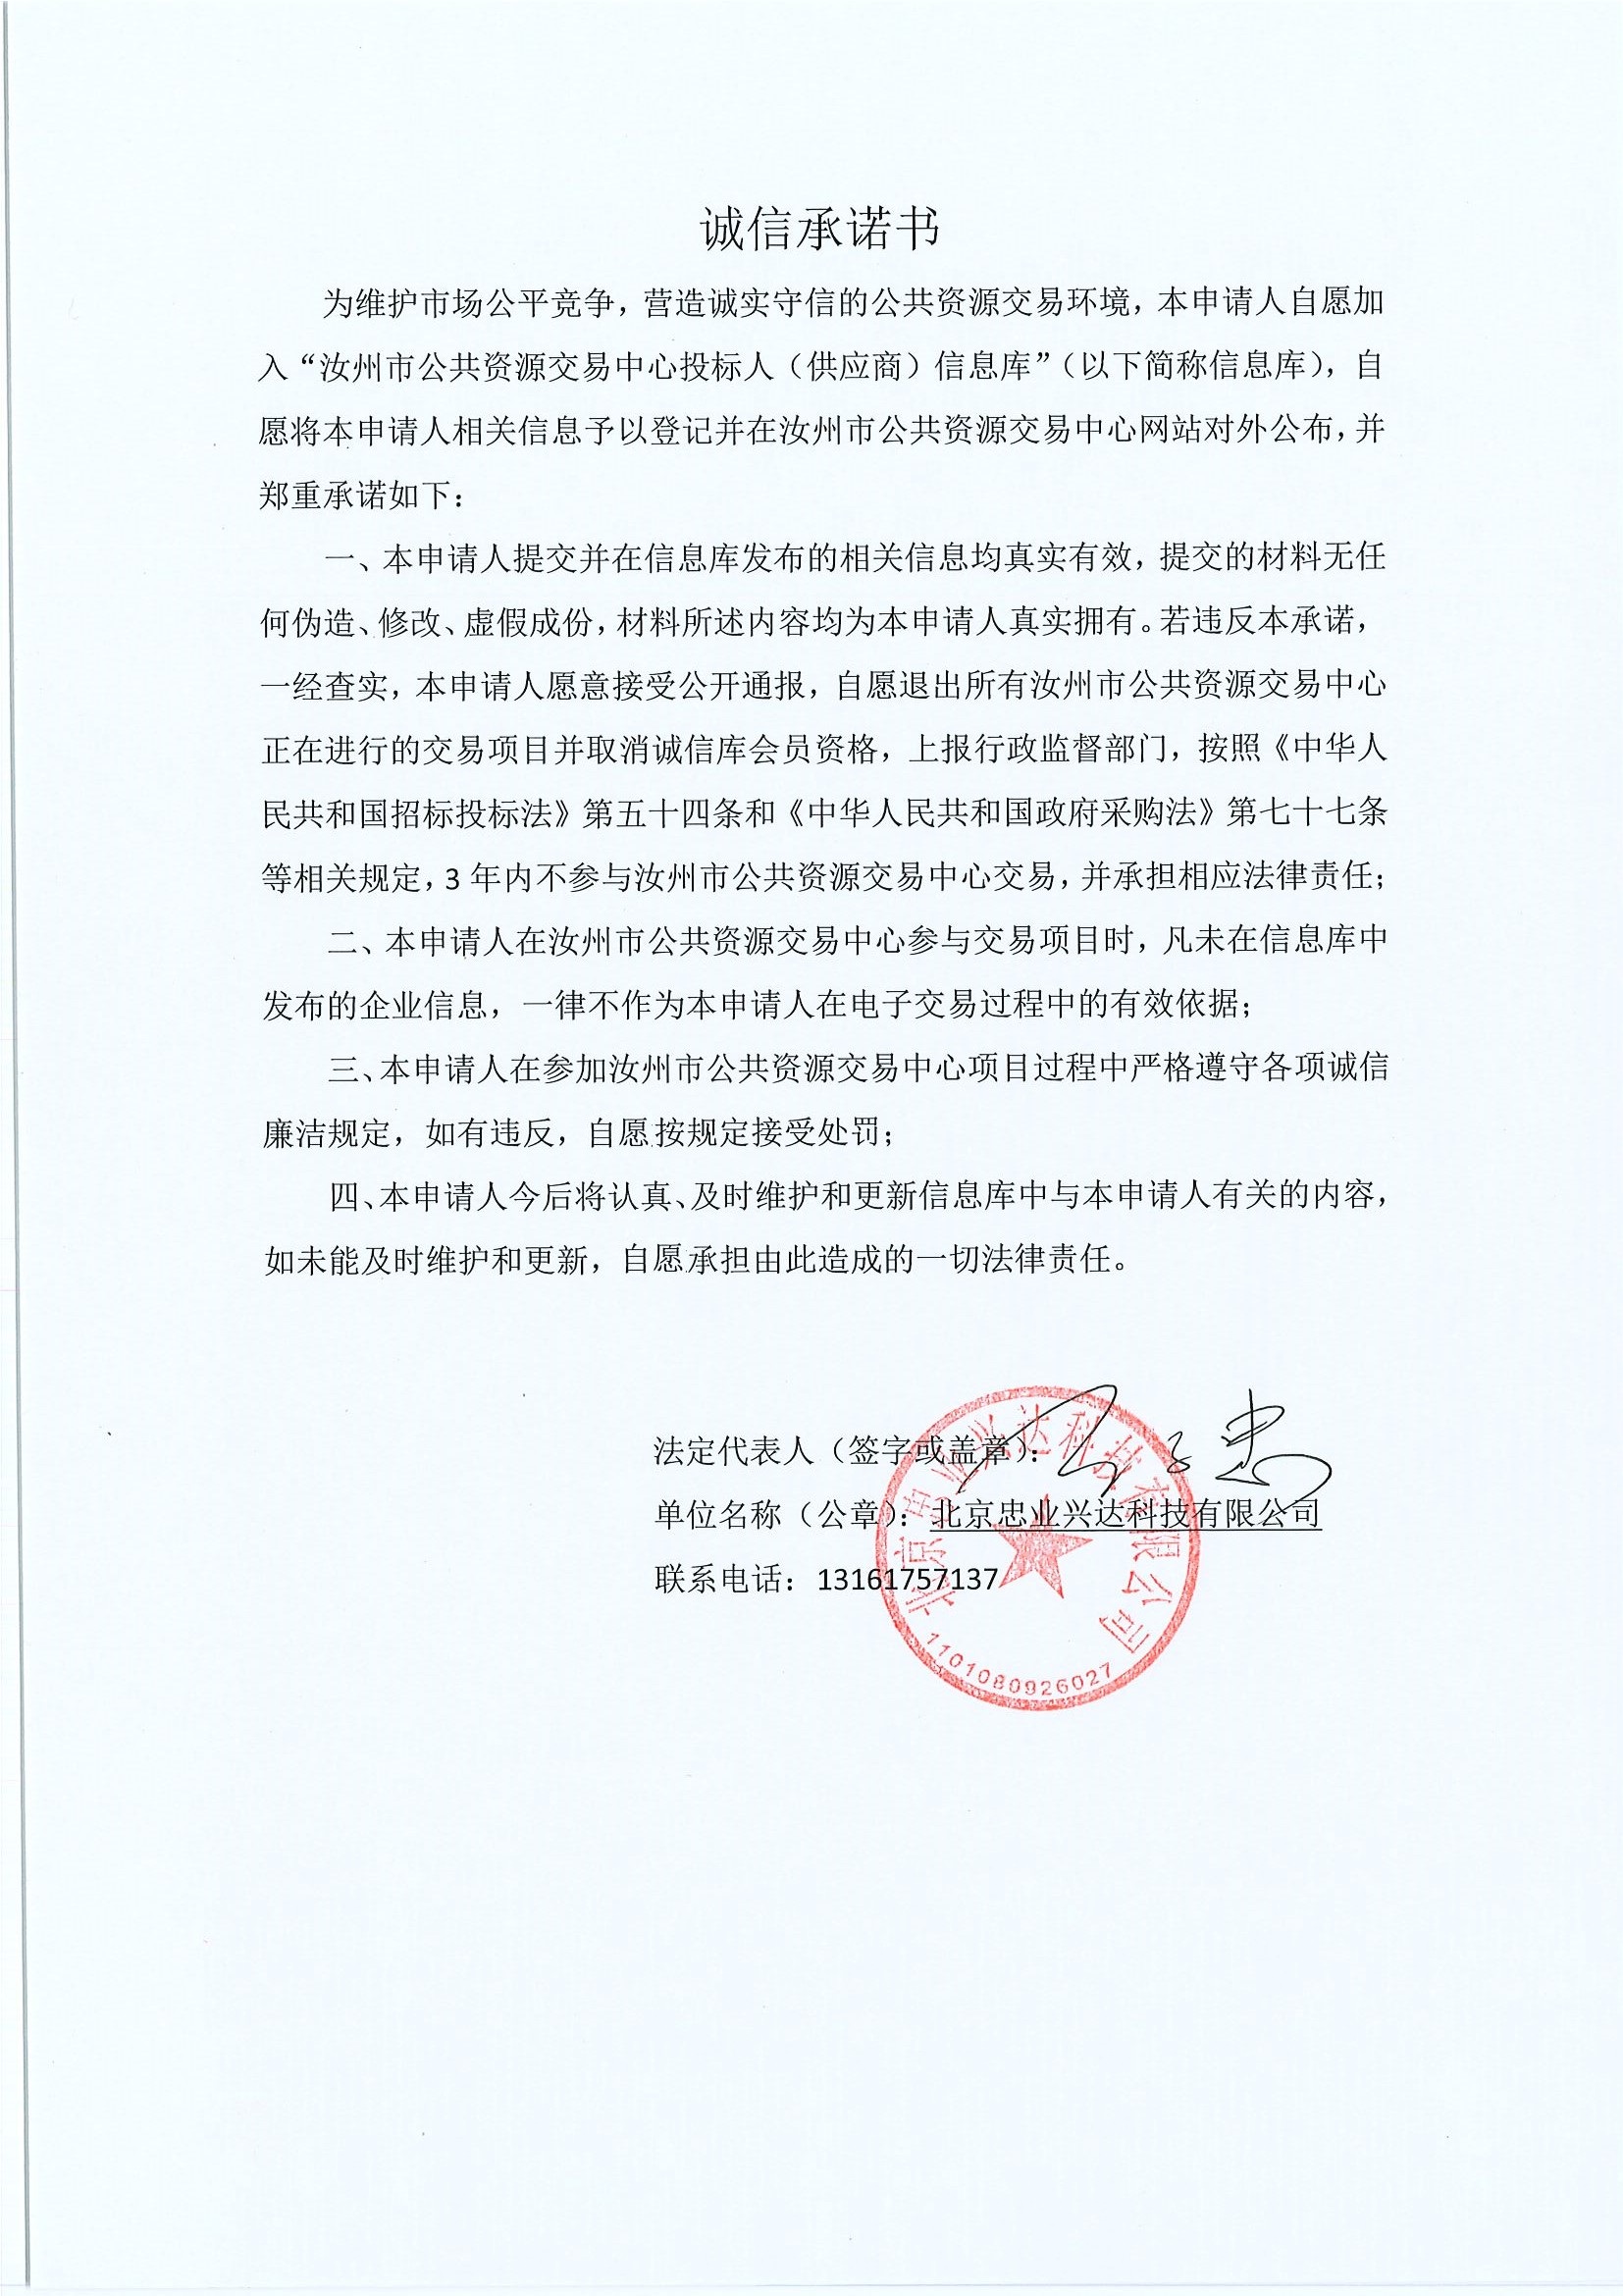 诚信承诺书
为维护市场公平竞争，营造诚实守信的公共资源交易环境，本申请人自愿加
入“汝州市公共资源交易中心投标人（供应商）信息库”（以下简称信息库），自
愿将本申请人相关信息予以登记并在汝州市公共资源交易中心网站对外公布，并
郑重承诺如下：
一、本申请人提交并在信息库发布的相关信息均真实有效，提交的材料无任
何伪造、修改、虚假成份，材料所述内容均为本申请人真实拥有。若违反本承诺，
一经查实，本申请人愿意接受公开通报，自愿退出所有汝州市公共资源交易中心
正在进行的交易项目并取消诚信库会员资格，上报行政监督部门，按照《中华人
民共和国招标投标法》第五十四条和《中华人民共和国政府采购法》第七十七条
等相关规定，3 年内不参与汝州市公共资源交易中心交易，并承担相应法律责任；
二、本申请人在汝州市公共资源交易中心参与交易项目时，凡未在信息库中
发布的企业信息，一律不作为本申请人在电子交易过程中的有效依据；
三、本申请人在参加汝州市公共资源交易中心项目过程中严格遵守各项诚信
廉洁规定，如有违反，自愿按规定接受处罚；
四、本申请人今后将认真、及时维护和更新信息库中与本申请人有关的内容，
如未能及时维护和更新，自愿承担由此造成的一切法律责任。
法定代表人（签字或盖章）：
单位名称（公章）：北京忠业兴达科技有限公司
联系电话：13161757137
北京忠业兴达科技有限公司
1101080926027